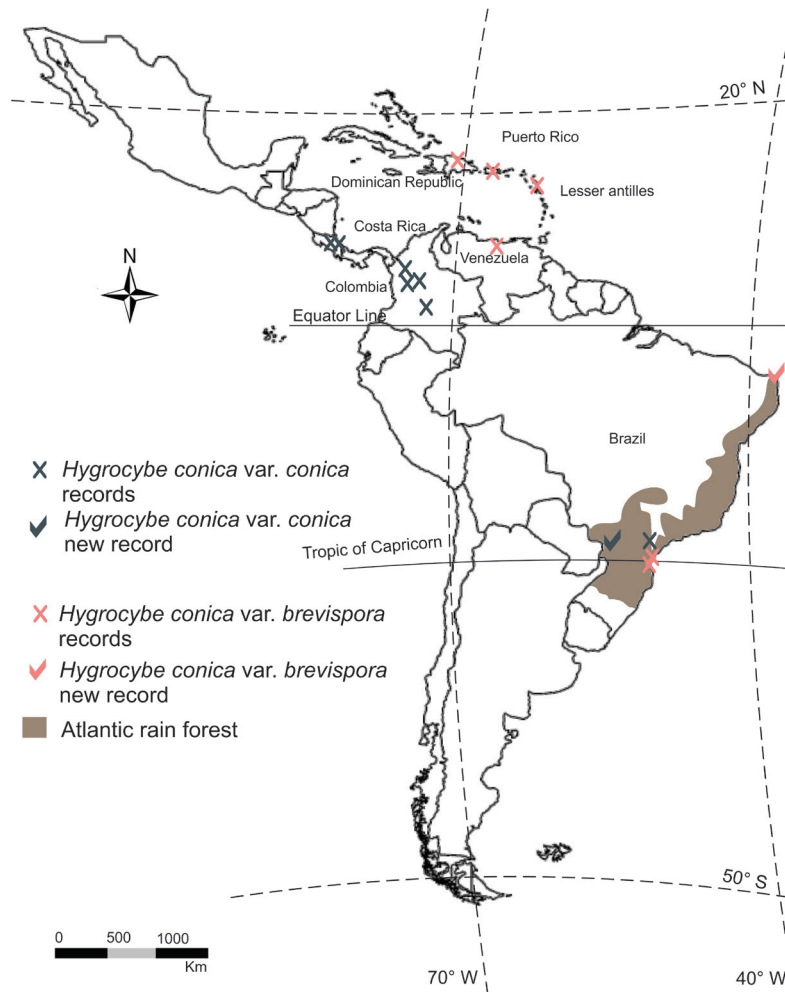 20° N
Puerto Rico
Dominican Republic
Lesser antilles
Costa Rica
Venezuela
N
Colombia
Equator Line
Brazil
Hygrocybe conica var. conica
records
Hygrocybe conica var. conica
new record
Tropic of Capricorn
Hygrocybe conica var. brevispora
records
Hygrocybe conica var. brevispora
new record
Atlantic rain forest
50° S
0 500 1000
Km
70° W
40° W